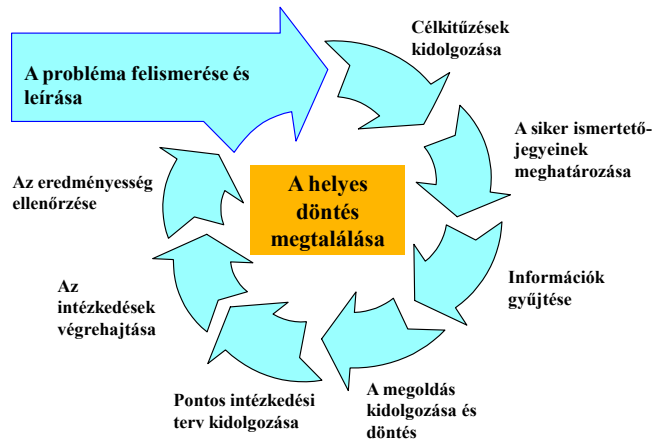 A probléma felismerése és
leírása
Célkitűzések
kidolgozása
A siker ismertető-
jegyeinek
meghatározása
Információk
gyűjtése
A megoldás
kidolgozása és
döntés
Pontos intézkedési
terv kidolgozása
Az
intézkedések
végrehajtása
Az eredményesség
ellenőrzése
A helyes
döntés
megtalálása